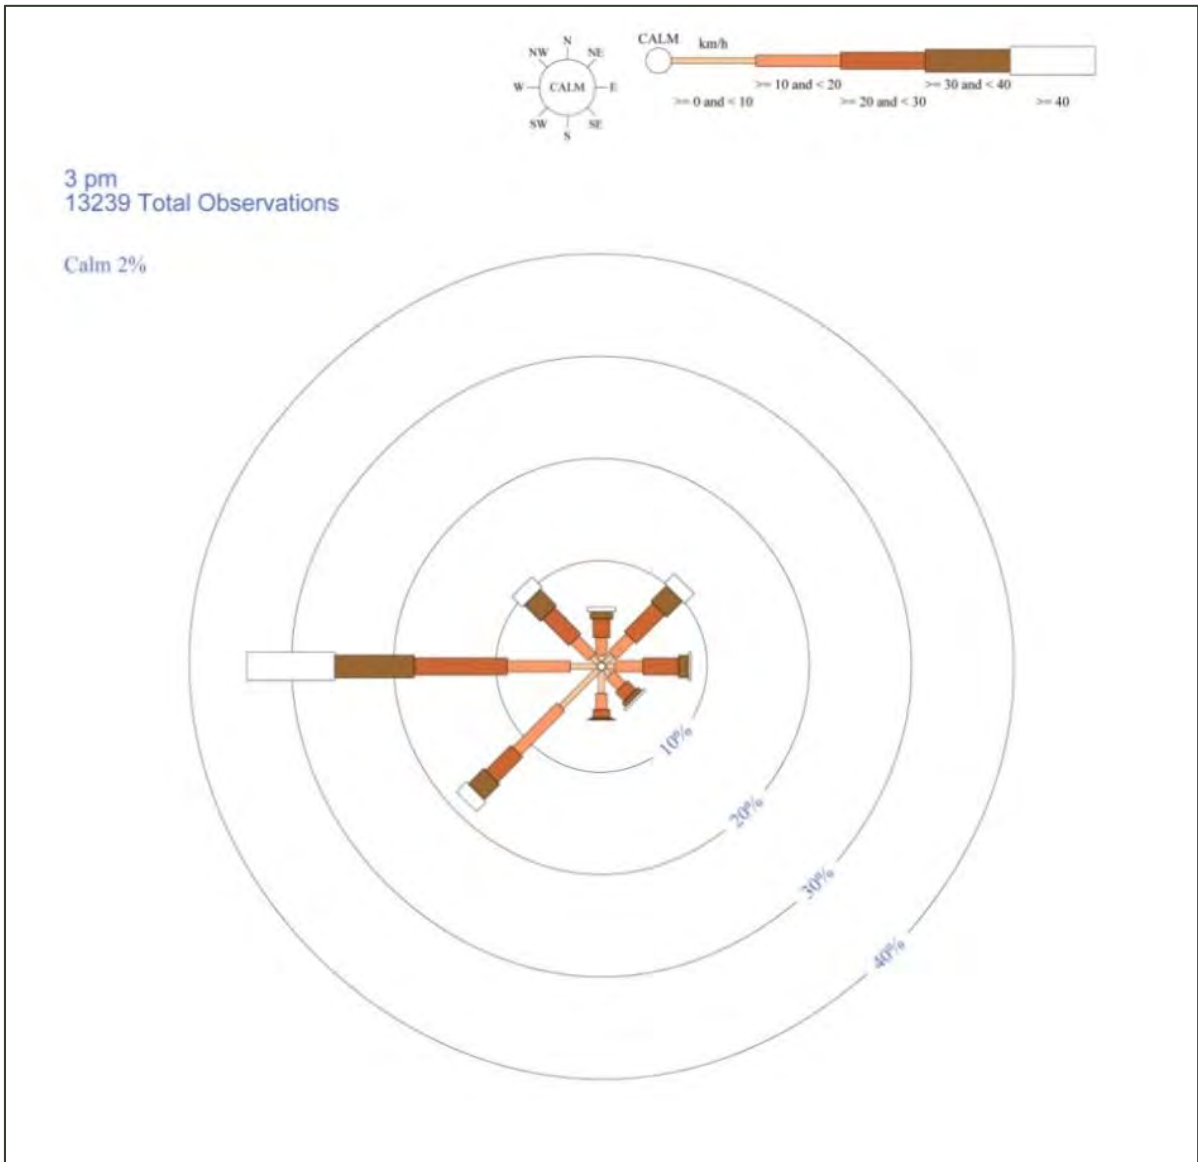 N
NW NE
W CALM E
SW SE
S
CALM km/h
>= 10 and < 20 >= 30 and < 40
>= 0 and < 10 >= 20 and < 30 >= 40
3 pm
13239 Total Observations
Calm 2%
10%
20%
30%
40%